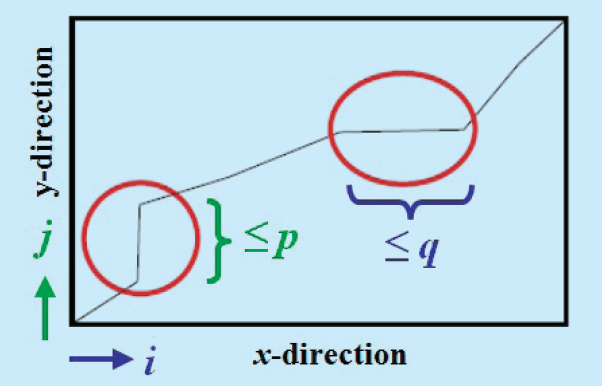 y-direction
j
≤ p
≤ q
i
x-direction